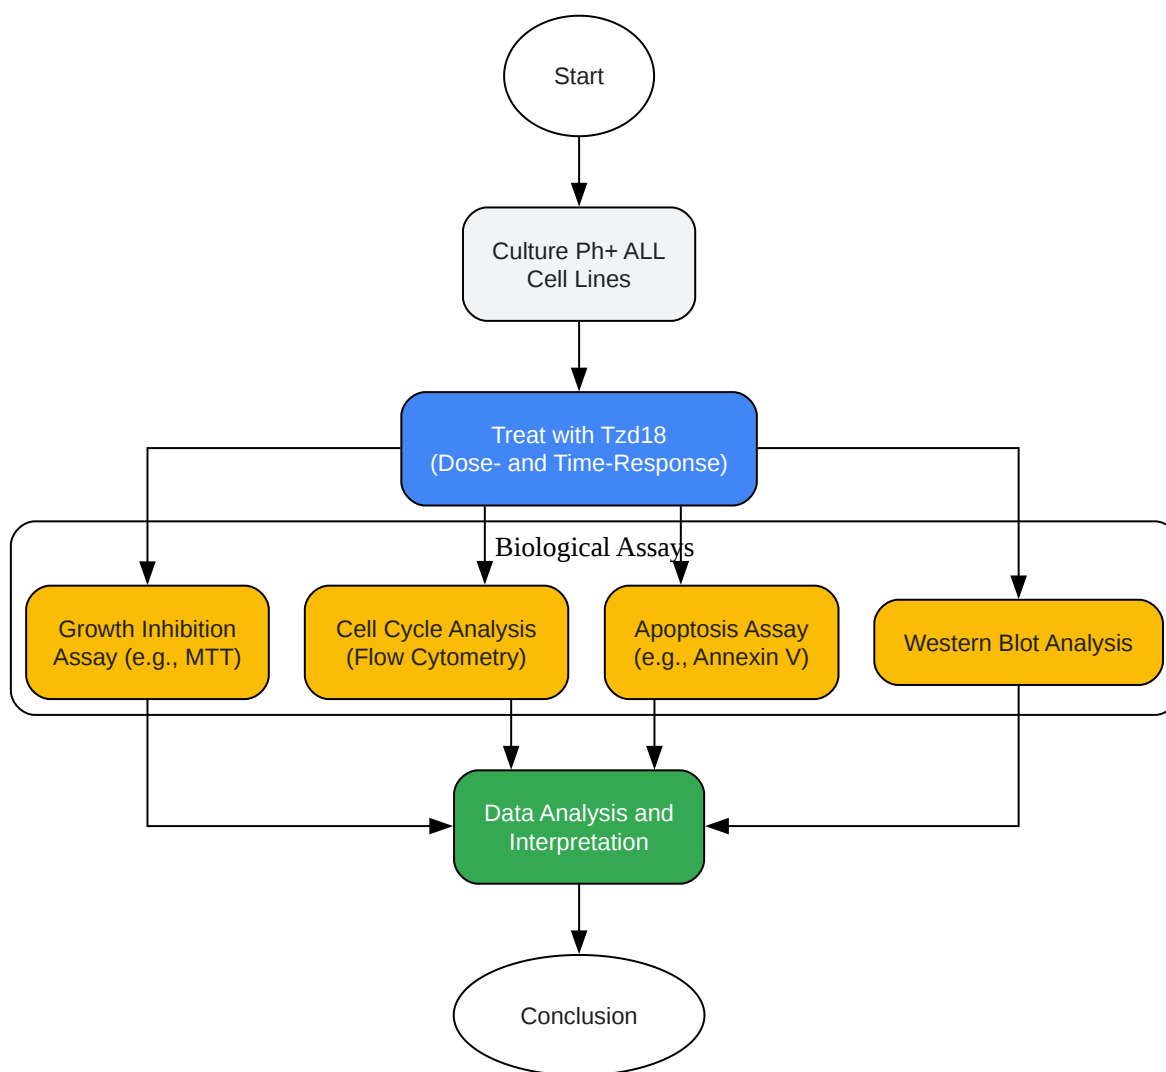 Start
Culture Ph+ ALL
Cell Lines
Treat with Tzd18
(Dose- and Time-Response)
Biological Assays
Growth Inhibition
Assay (e.g., MTT)
Cell Cycle Analysis
(Flow Cytometry)
Apoptosis Assay
(e.g., Annexin V)
Western Blot Analysis
Data Analysis and
Interpretation
Conclusion